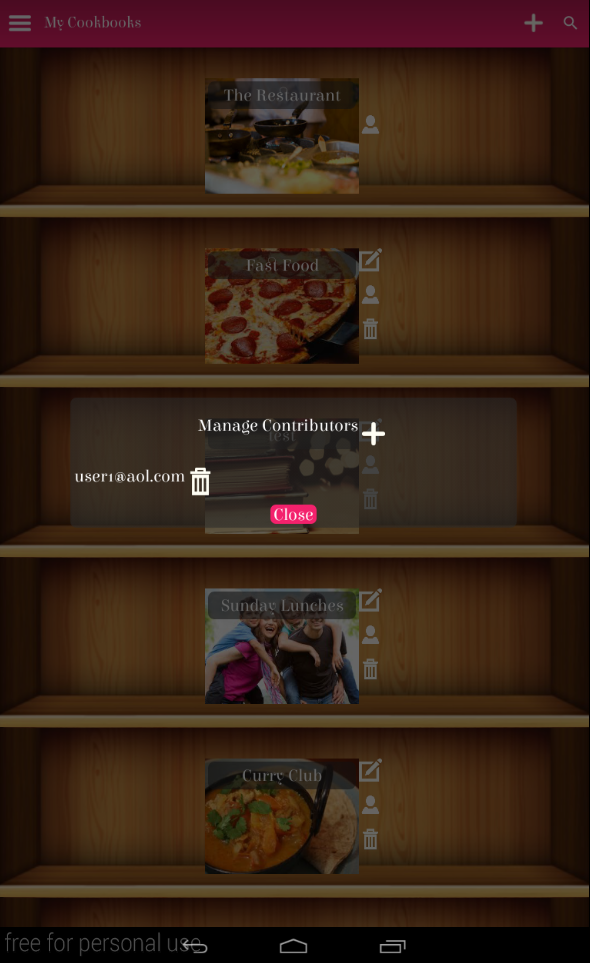 My Cookbooks
The Restaurant
Fast Food
Manage Contributors
test
user1@aol.com
Close
Sunday Lunches
Curry Club
free for personal use